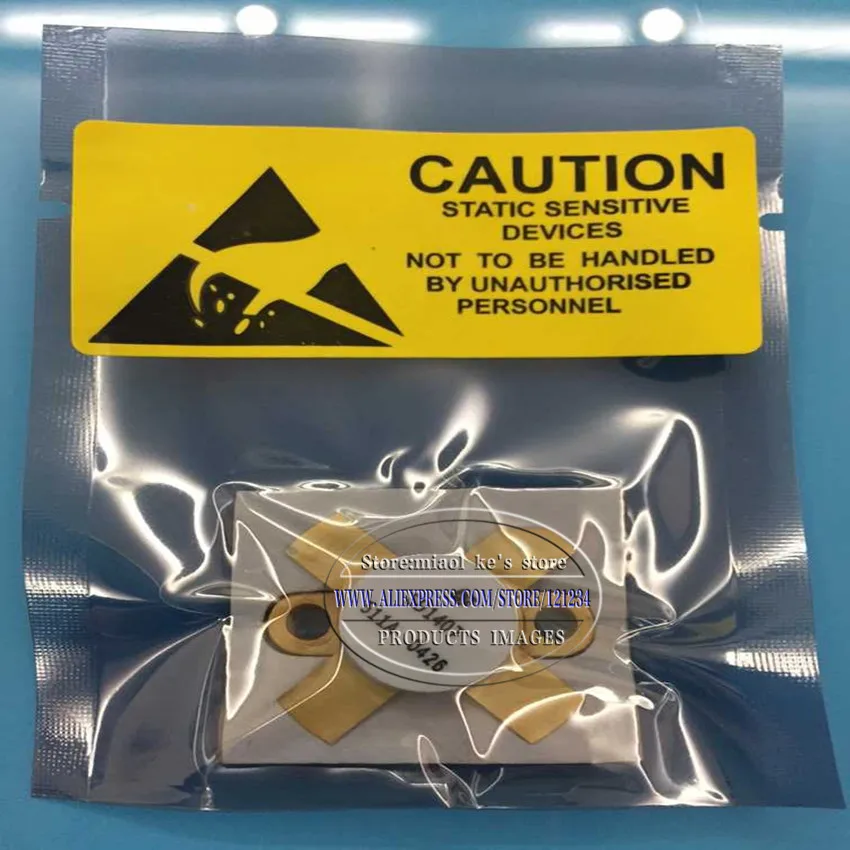 CAUTION
STATIC SENSITIVE
DEVICES
NOT TO BE HANDLED
BY UNAUTHORISED
PERSONNEL
Store:miaol ke's store
WWW.ALIEXPRESS.COM/STORE/121234
PRODUCTS IMAGES
0426